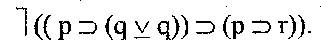 ⌉((p ⊃ (q ⊻ q)) ⊃ (p ⊃ r)).